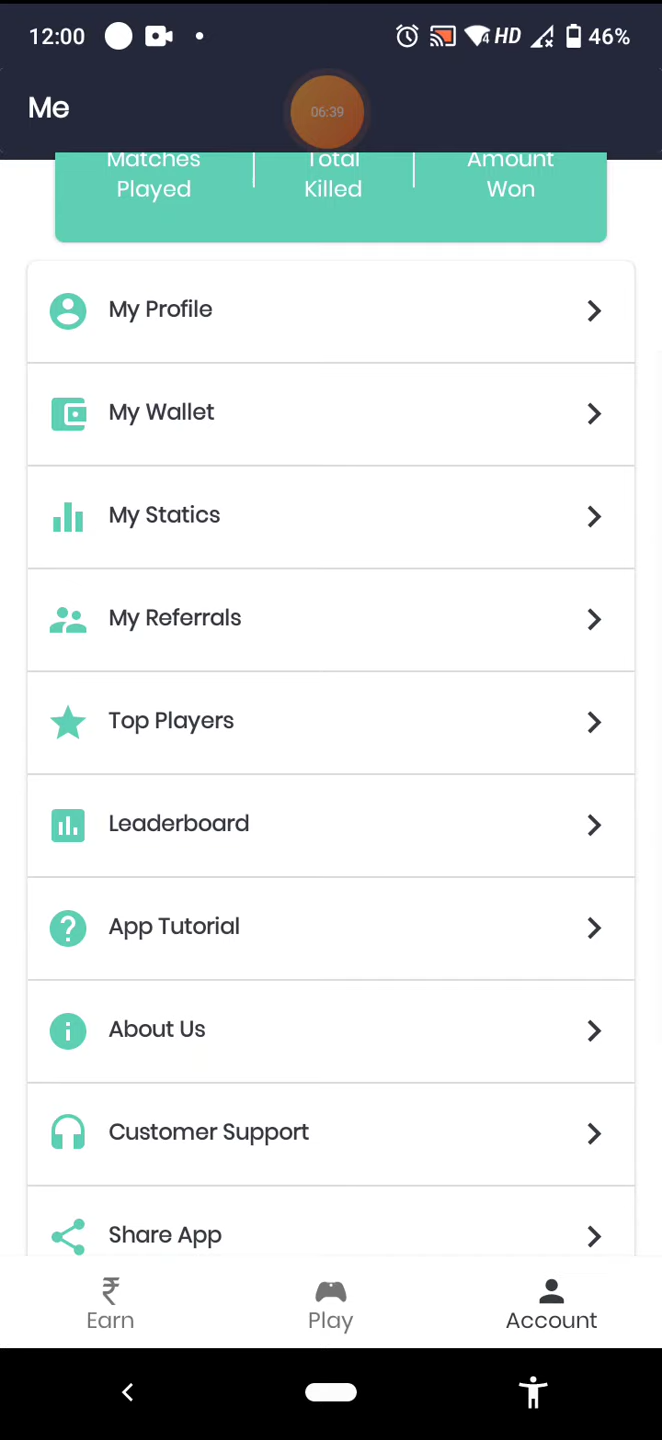 12:00 HD 46%
Me
06:39
Matches Total Amount
Played Killed Won
My Profile
My Wallet
My Statics
My Referrals
Top Players
Leaderboard
App Tutorial
About Us
Customer Support
Share App
₹
Earn Play Account